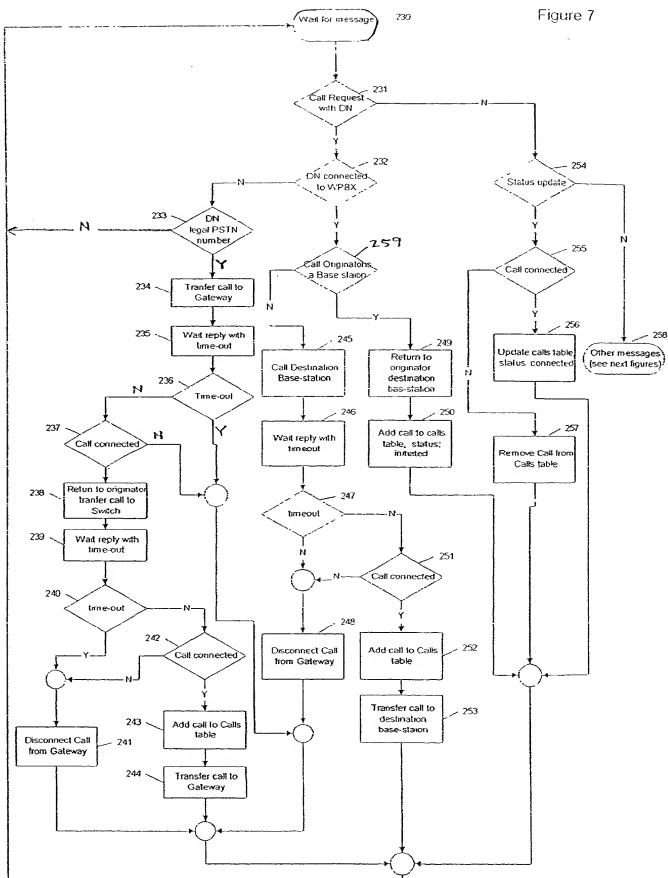 Figure 7
Wait for message
230
231
Call Request
with DN
N
Y
232
DN connected
to WPBX
N
Y
254
Status update
Y
N
233
DN
legal PSTN
number
N
Y
259
Call Originatons
a Base staion
N
Y
255
Call connected
N
Y
234
Tranfer call to
Gateway
235
Wait reply with
time-out
245
Call Destination
Base-station
249
Return to
originator
destination
bas-station
256
Update calls table,
status: connected
258
Other messages
(see next figures)
236
Time-out
N
Y
246
Wait reply with
timeout
250
Add call to calls
table, status;
initiated
257
Remove Call from
Calls table
237
Call connected
N
Y
238
Return to originator
tranfer call to
Switch
247
timeout
N
N
239
Wait reply with
time-out
251
Call connected
N
Y
240
time-out
N
Y
242
Call connected
N
Y
248
Disconnect Call
from Gateway
252
Add call to Calls
table
241
Disconnect Call
from Gateway
243
Add call to Calls
table
253
Transfer call to
destination
base-staion
244
Transfer call to
Gateway